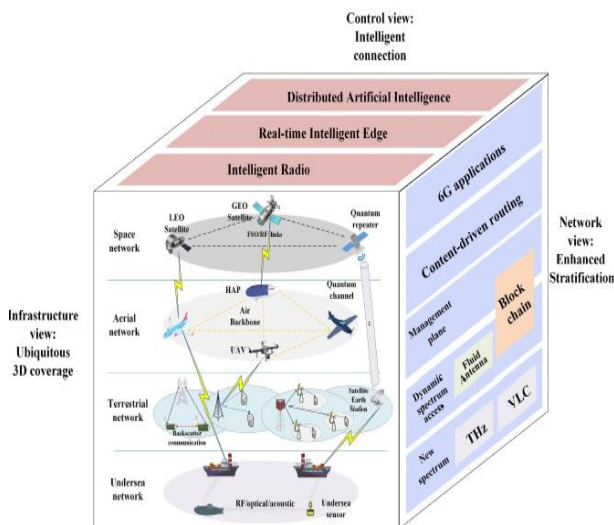 Control view:
Intelligent
connection
Distributed Artificial Intelligence
Real-time Intelligent Edge
Intelligent Radio
Infrastructure
view:
Ubiquitous
3D coverage
Space
network
LEO
Satellite
GEO
Satellite
FSO/RF links
Quantum
repeater
Aerial
network
HAP
Air
Backbone
UAV
Quantum
channel
Terrestrial
network
Backscatter
communication
Satellite
Earth
Station
Undersea
network
RF/optical/acoustic
Undersea
sensor
6G applications
Content-driven routing
Management
plane
Block
chain
Dynamic
spectrum
access
Fluid
Antenna
New
spectrum
THz
VLC
Network
view:
Enhanced
Stratification